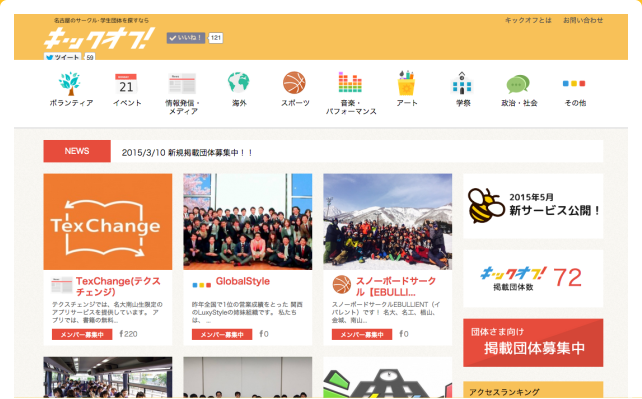 名古屋のサークル・学生団体を探すなら
キックオフ!
いいね! 121
ツイート 59
キックオフとは お問い合わせ
ボランティア
21
イベント
情報発信・
メディア
海外
スポーツ
音楽・
パフォーマンス
アート
学祭
政治・社会
その他
NEWS
2015/3/10 新規掲載団体募集中!!
TexChange
TexChange(テクス
チェンジ)
テクスチェンジでは、名大南山生限定の
アプリサービスを提供しています。 ア
プリでは、書籍の無料...
メンバー募集中
220
GlobalStyle
昨年全国で1位の営業成績をとった 関西
のLuxyStyleの姉妹組織です。 私たち
は、 ...
メンバー募集中
0
スノーボードサーク
ル【EBULLI...
スノーボードサークルEBULLIENT(イ
バレント)です! 名大、名工、椙山、
金城、南山...
メンバー募集中
0
2015年5月
新サービス公開!
キックオフ!
掲載団体数
72
団体さま向け
掲載団体募集中
アクセスランキング